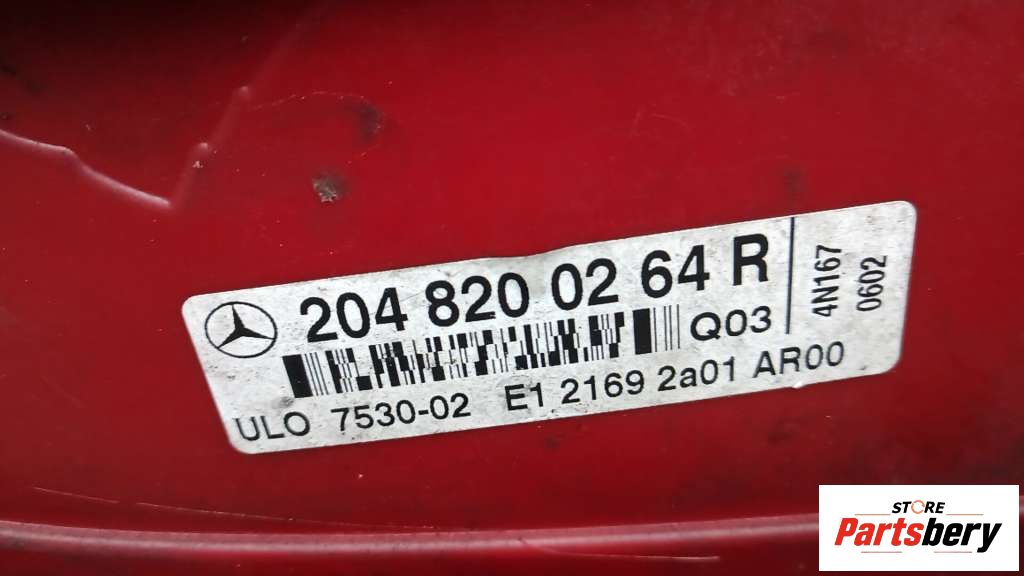 204 820 02 64 R
Q03
4N167
0602
ULO 7530-02 E1 2169 2a01 AR00
STORE
Partsbery